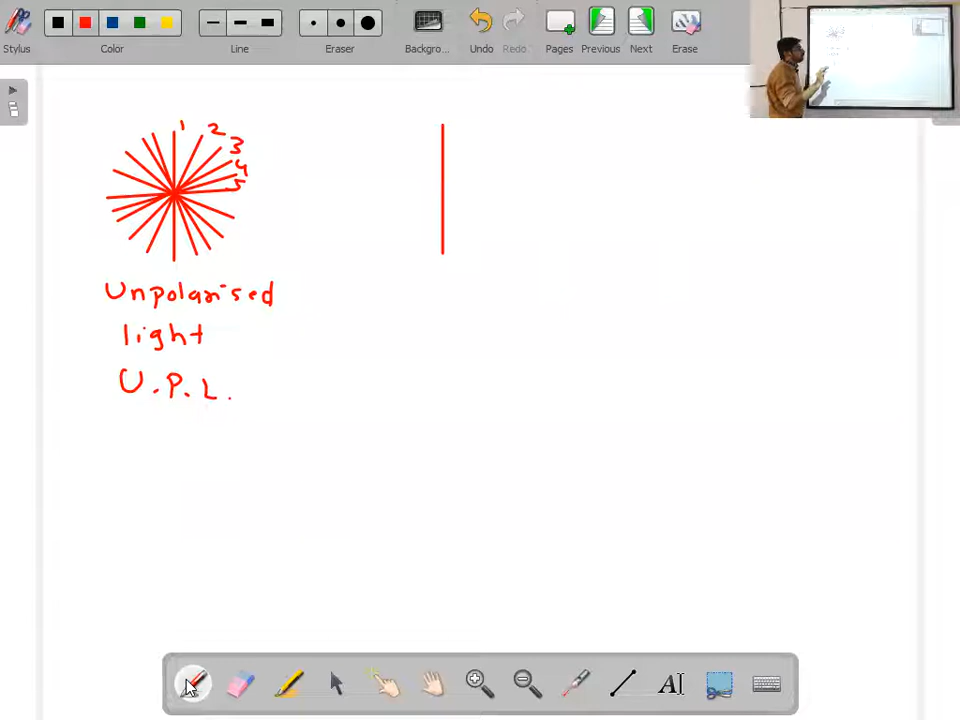 Stylus
Color
Line
Eraser
Backgro...
Undo
Redo
Pages
Previous
Next
Erase
1
2
3
4
5
Unpolarised
light
U.P.L.
A